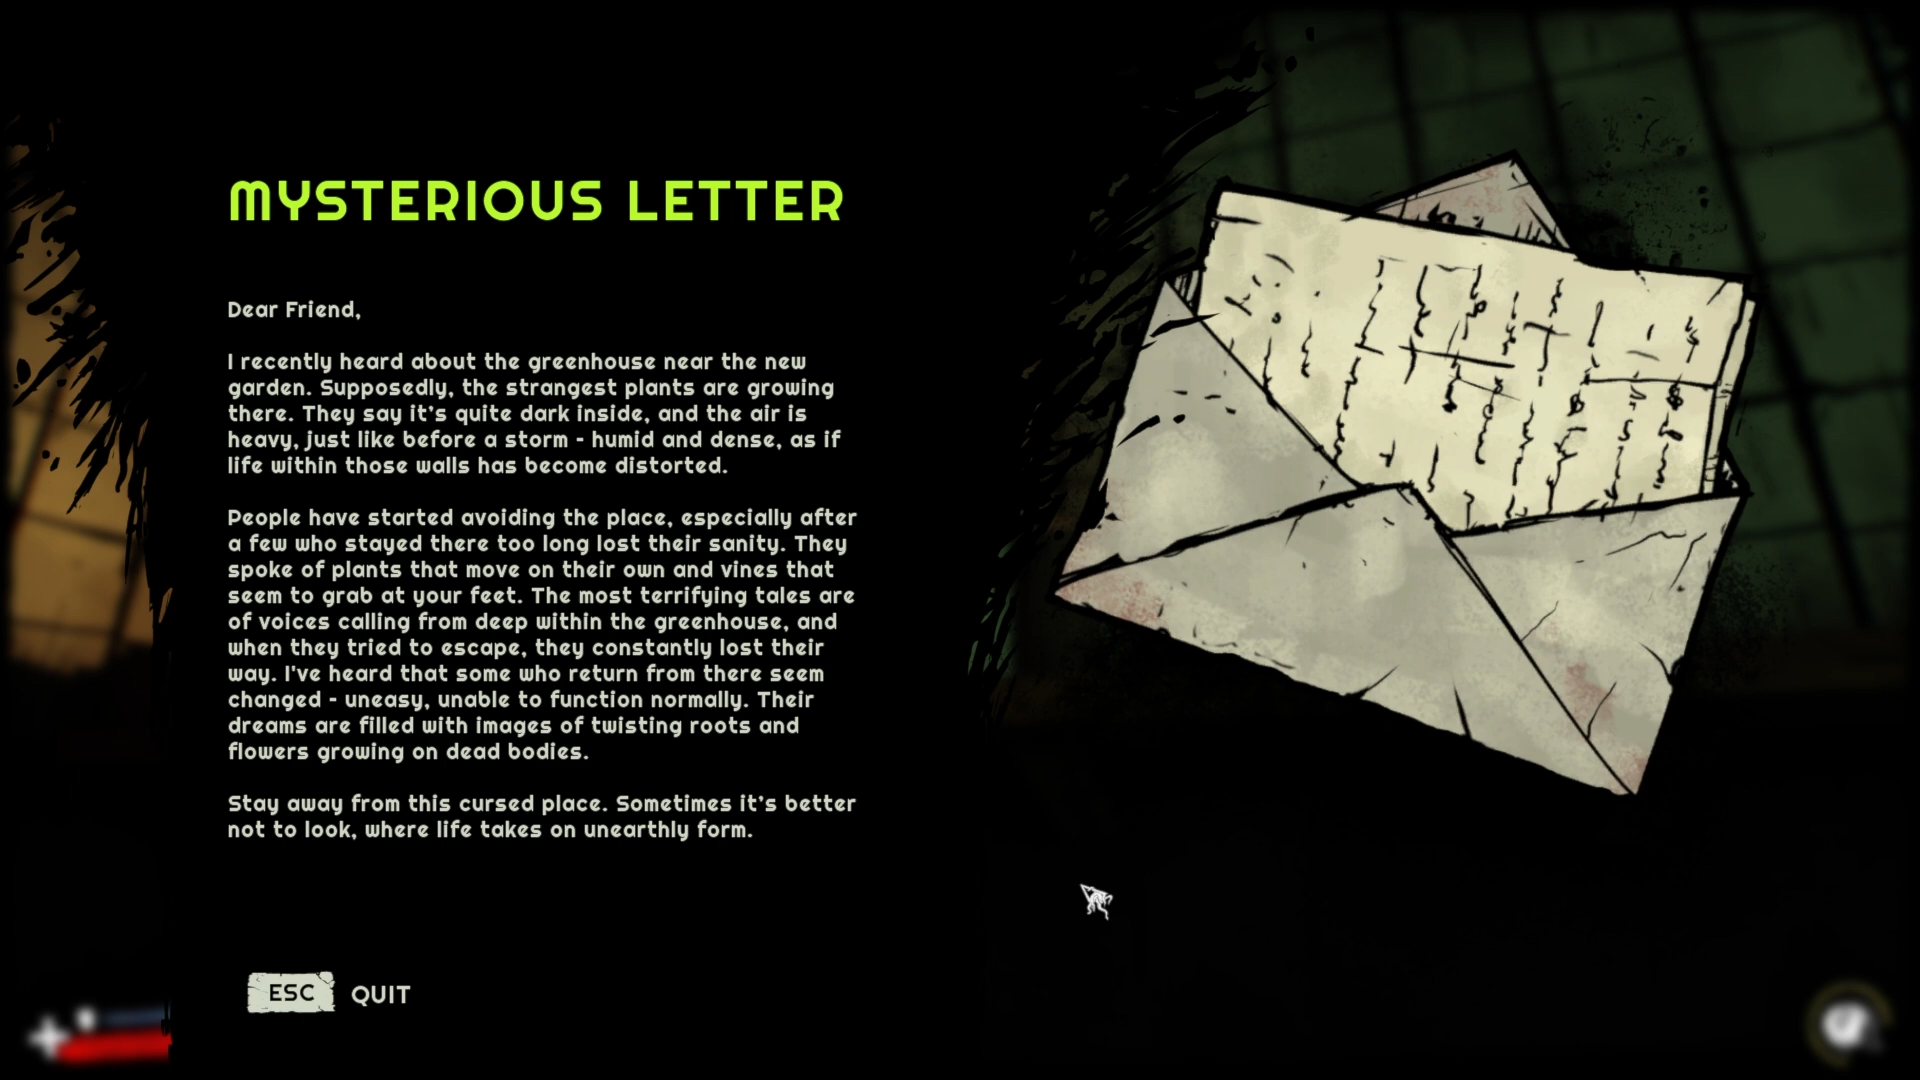 MYSTERIOUS LETTER
Dear Friend,
I recently heard about the greenhouse near the new
garden. Supposedly, the strangest plants are growing
there. They say it's quite dark inside, and the air is
heavy, just like before a storm - humid and dense, as if
life within those walls has become distorted.
People have started avoiding the place, especially after
a few who stayed there too long lost their sanity. They
spoke of plants that move on their own and vines that
seem to grab at your feet. The most terrifying tales are
of voices calling from deep within the greenhouse, and
when they tried to escape, they constantly lost their
way. I've heard that some who return from there seem
changed - uneasy, unable to function normally. Their
dreams are filled with images of twisting roots and
flowers growing on dead bodies.
Stay away from this cursed place. Sometimes it's better
not to look, where life takes on unearthly form.
ESC QUIT